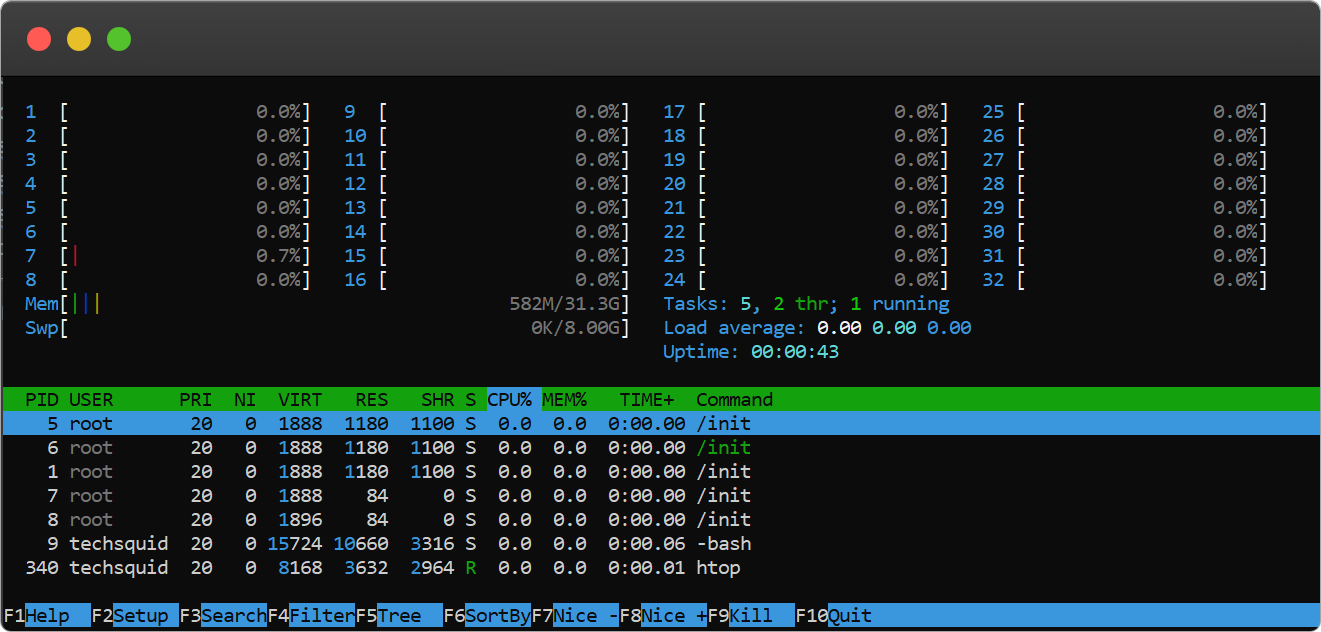 1 [ 0.0%] 9 [ 0.0%] 17 [ 0.0%] 25 [ 0.0%]
2 [ 0.0%] 10 [ 0.0%] 18 [ 0.0%] 26 [ 0.0%]
3 [ 0.0%] 11 [ 0.0%] 19 [ 0.0%] 27 [ 0.0%]
4 [ 0.0%] 12 [ 0.0%] 20 [ 0.0%] 28 [ 0.0%]
5 [ 0.0%] 13 [ 0.0%] 21 [ 0.0%] 29 [ 0.0%]
6 [ 0.0%] 14 [ 0.0%] 22 [ 0.0%] 30 [ 0.0%]
7 [| 0.7%] 15 [ 0.0%] 23 [ 0.0%] 31 [ 0.0%]
8 [ 0.0%] 16 [ 0.0%] 24 [ 0.0%] 32 [ 0.0%]
Mem[||| 582M/31.3G] Tasks: 5, 2 thr; 1 running
Swp[ 0K/8.00G] Load average: 0.00 0.00 0.00
Uptime: 00:00:43
PID USER PRI NI VIRT RES SHR S CPU% MEM% TIME+ Command
5 root 20 0 1888 1180 1100 S 0.0 0.0 0:00.00 /init
6 root 20 0 1888 1180 1100 S 0.0 0.0 0:00.00 /init
1 root 20 0 1888 1180 1100 S 0.0 0.0 0:00.00 /init
7 root 20 0 1888 84 0 S 0.0 0.0 0:00.00 /init
8 root 20 0 1896 84 0 S 0.0 0.0 0:00.00 /init
9 techsquid 20 0 15724 10660 3316 S 0.0 0.0 0:00.06 -bash
340 techsquid 20 0 8168 3632 2964 R 0.0 0.0 0:00.01 htop
F1Help F2Setup F3SearchF4FilterF5Tree F6SortByF7Nice -F8Nice +F9Kill F10Quit